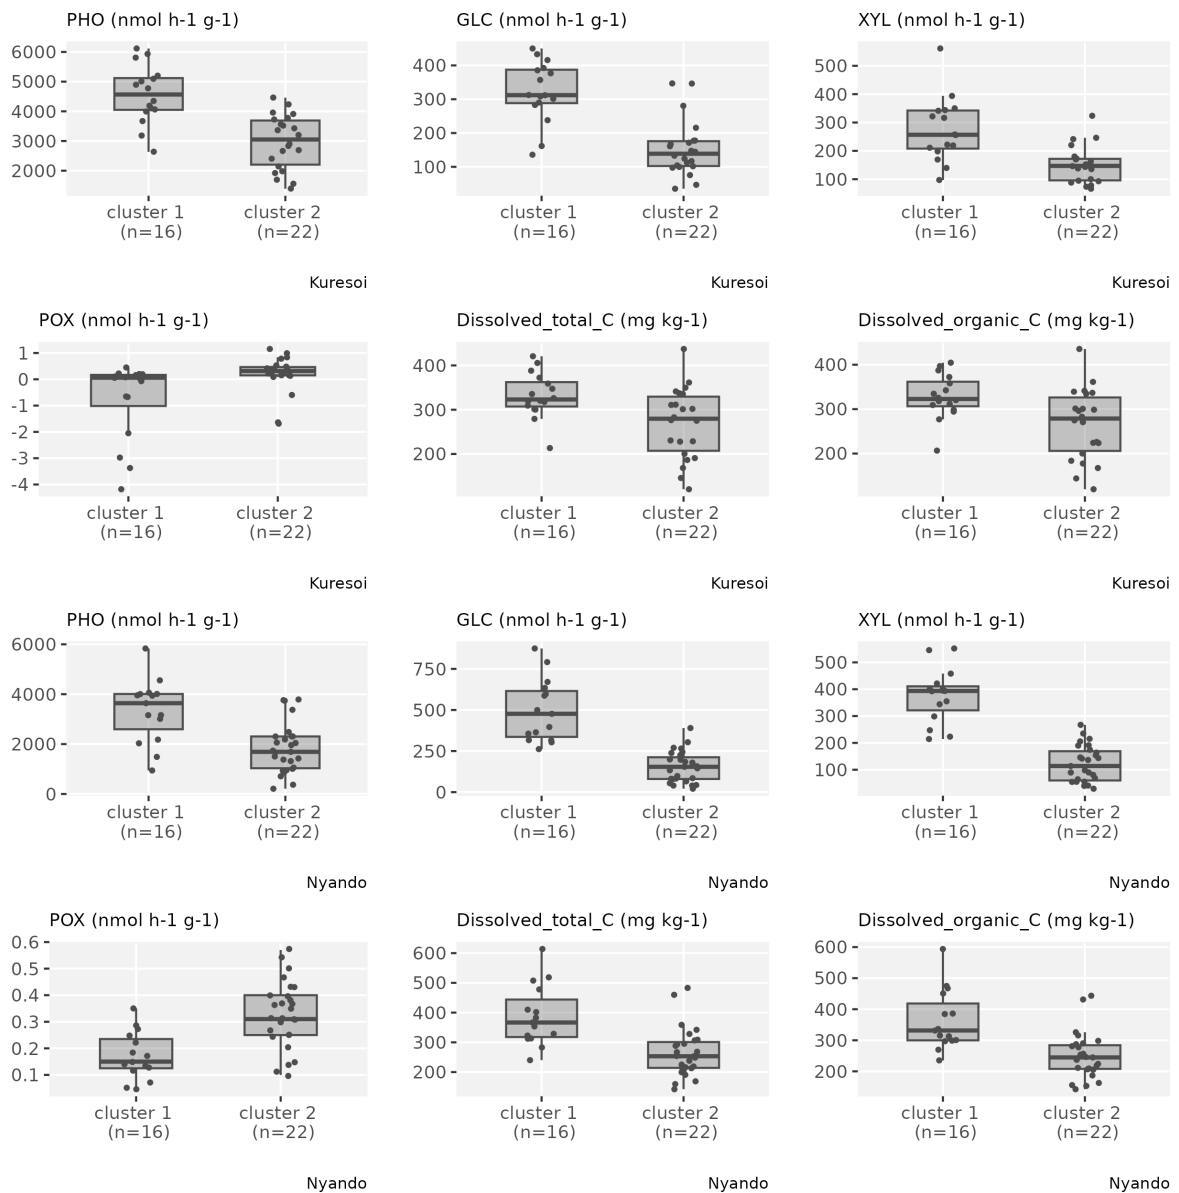 PHO (nmol h-1 g-1)
6000
5000
4000
3000
2000
cluster 1
(n=16)
cluster 2
(n=22)
Kuresoi
GLC (nmol h-1 g-1)
400
300
200
100
cluster 1
(n=16)
cluster 2
(n=22)
Kuresoi
XYL (nmol h-1 g-1)
500
400
300
200
100
cluster 1
(n=16)
cluster 2
(n=22)
Kuresoi
POX (nmol h-1 g-1)
1
0
-1
-2
-3
-4
cluster 1
(n=16)
cluster 2
(n=22)
Kuresoi
Dissolved_total_C (mg kg-1)
400
300
200
cluster 1
(n=16)
cluster 2
(n=22)
Kuresoi
Dissolved_organic_C (mg kg-1)
400
300
200
cluster 1
(n=16)
cluster 2
(n=22)
Kuresoi
PHO (nmol h-1 g-1)
6000
4000
2000
0
cluster 1
(n=16)
cluster 2
(n=22)
Nyando
GLC (nmol h-1 g-1)
750
500
250
0
cluster 1
(n=16)
cluster 2
(n=22)
Nyando
XYL (nmol h-1 g-1)
500
400
300
200
100
cluster 1
(n=16)
cluster 2
(n=22)
Nyando
POX (nmol h-1 g-1)
0.6
0.5
0.4
0.3
0.2
0.1
cluster 1
(n=16)
cluster 2
(n=22)
Nyando
Dissolved_total_C (mg kg-1)
600
500
400
300
200
cluster 1
(n=16)
cluster 2
(n=22)
Nyando
Dissolved_organic_C (mg kg-1)
600
500
400
300
200
cluster 1
(n=16)
cluster 2
(n=22)
Nyando